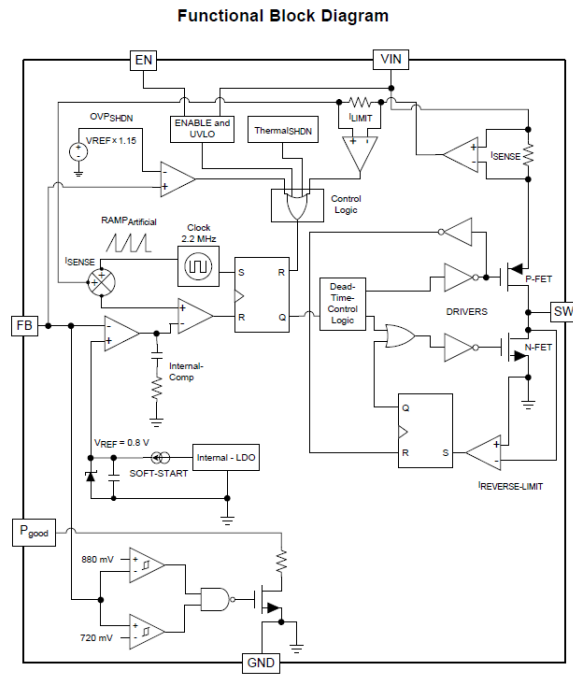 Functional Block Diagram
EN
VIN
OVPSHDN
VREF × 1.15
ENABLE and
UVLO
ThermalSHDN
ILIMIT
+
-
+
-
ISENSE
+
-
-
+
Control
Logic
RAMPArtificial
Clock
2.2 MHz
ISENSE
+
+
S
R
R
Q
Dead-
Time-
Control
Logic
DRIVERS
P-FET
SW
N-FET
FB
-
+
+
-
Internal-
Comp
Q
R
S
+
-
IREVERSE-LIMIT
VREF = 0.8 V
SOFT-START
Internal - LDO
Pgood
880 mV
+
-
720 mV
+
-
GND